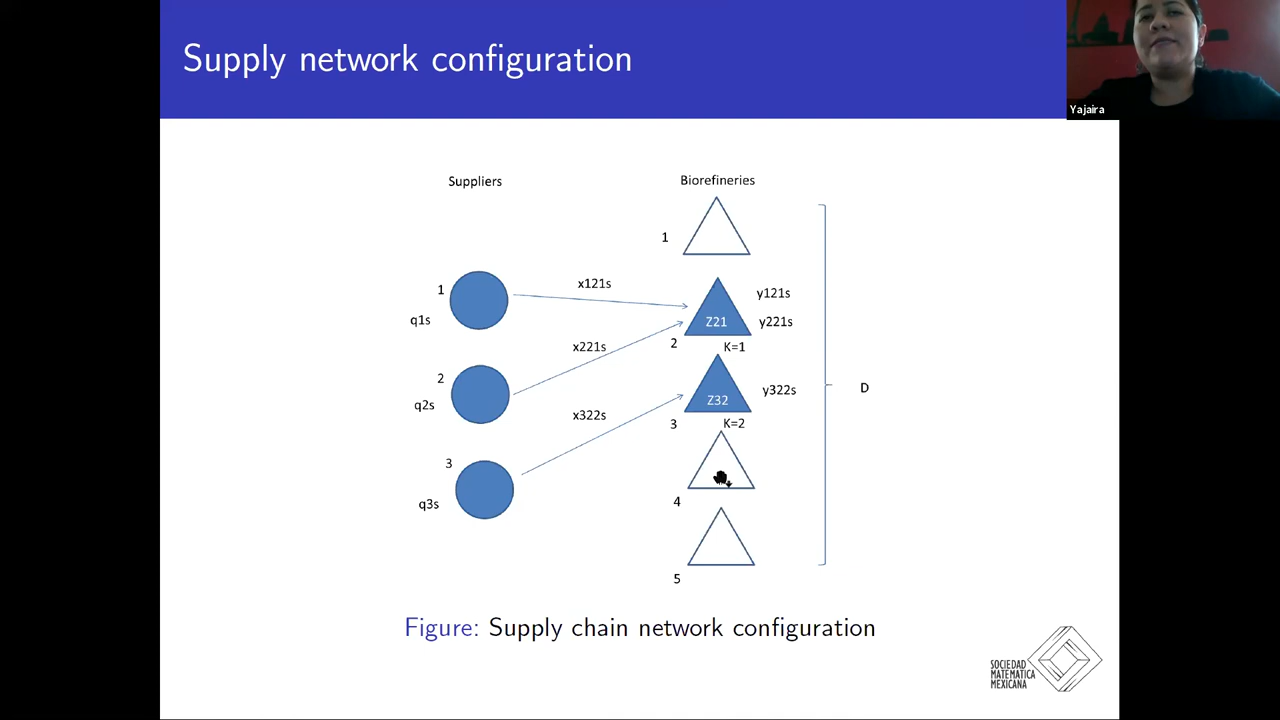 Supply network configuration
Yajaira
Suppliers
Biorefineries
1
1
q1s
x121s
Z21
y121s
y221s
2
K=1
2
q2s
x221s
Z32
y322s
D
3
K=2
3
q3s
x322s
4
5
Figure: Supply chain network configuration
SOCIEDAD
MATEMATICA
MEXICANA